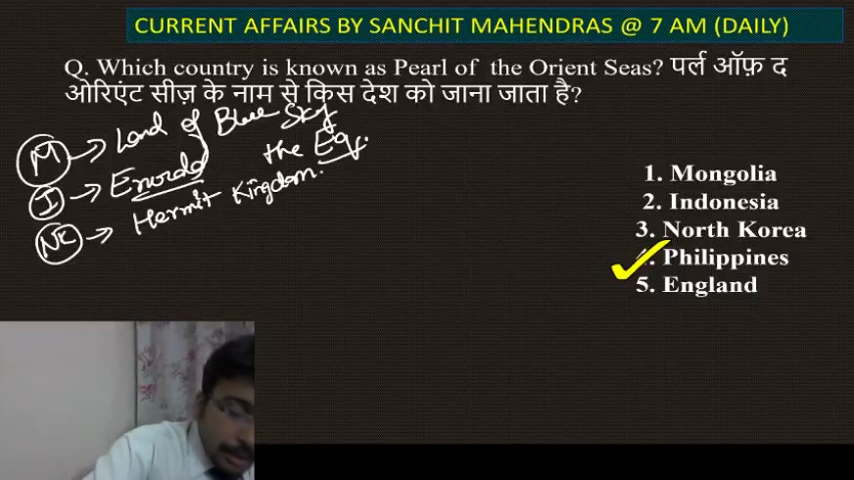 CURRENT AFFAIRS BY SANCHIT MAHENDRAS @ 7 AM (DAILY)
Q. Which country is known as Pearl of the Orient Seas? पर्ल ऑफ़ द
ओरिएंट सीज़ के नाम से किस देश को जाना जाता है?
M → Land of Blue Sky
I → the Eq.
NK → Hermit Kingdom.
1. Mongolia
2. Indonesia
3. North Korea
4. Philippines
5. England